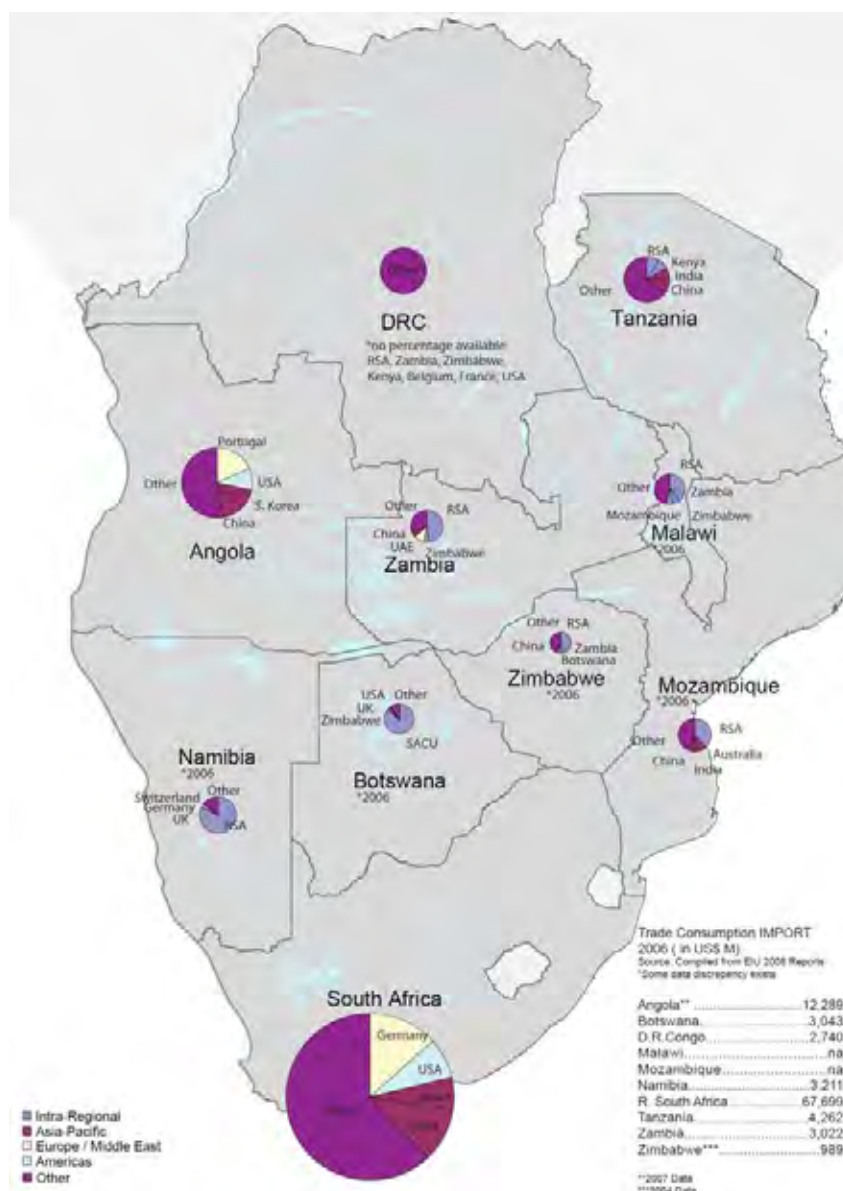 Other
DRC
*no percentage available
RSA, Zambia, Zimbabwe,
Kenya, Belgium, France, USA
RSA
Kenya
India
China
Other
Tanzania
Portugal
USA
S. Korea
China
Other
Angola
Other
RSA
China
UAE
Zimbabwe
Zambia
RSA
Other
Zambia
Mozambique
Zimbabwe
Malawi
*2006
Other
RSA
China
Zambia
Botswana
Zimbabwe
*2006
Mozambique
*2006
RSA
Other
Australia
China
India
USA
Other
UK
Zimbabwe
SACU
Botswana
*2006
Namibia
*2006
Other
Switzerland
Germany
UK
RSA
South Africa
Germany
USA
Trade Consumption IMPORT
2006 ( in US$ M)
Source: Compiled from EIU 2008 Reports
*Some data discrepancy exists
Angola** 12,289
Botswana 3,043
D.R.Congo 2,740
Malawi na
Mozambique na
Namibia 3,211
R. South Africa 67,699
Tanzania 4,262
Zambia 3,022
Zimbabwe*** 989
**2007 Data
***2004 Data
Intra-Regional
Asia-Pacific
Europe / Middle East
Americas
Other